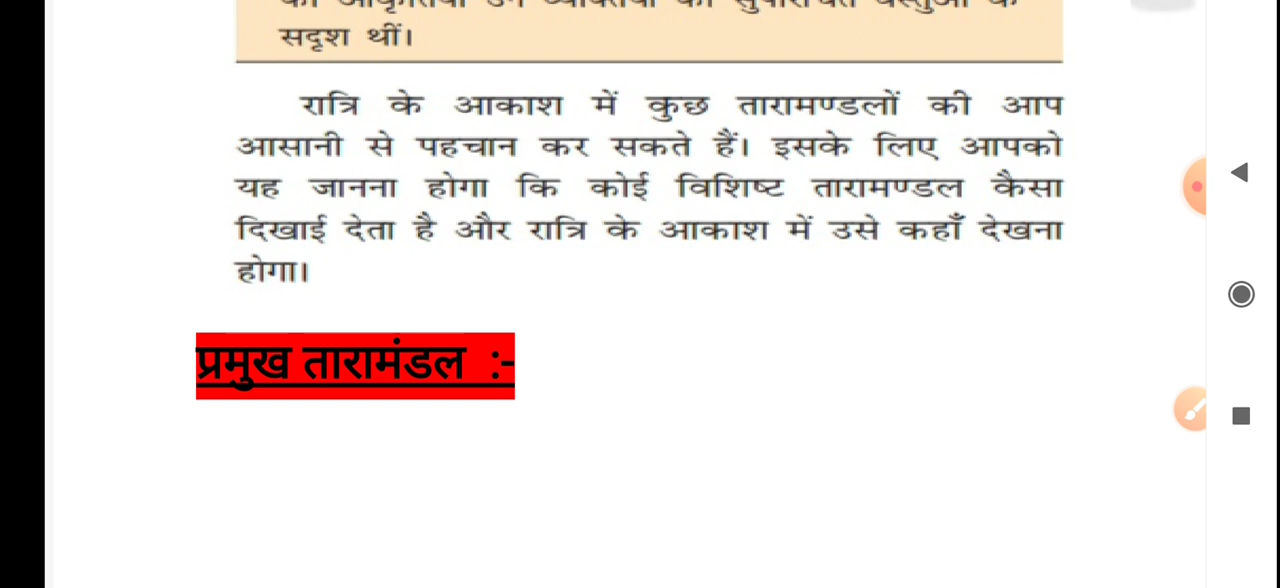 सदृश थीं।
रात्रि के आकाश में कुछ तारामण्डलों की आप
आसानी से पहचान कर सकते हैं। इसके लिए आपको
यह जानना होगा कि कोई विशिष्ट तारामण्डल कैसा
दिखाई देता है और रात्रि के आकाश में उसे कहाँ देखना
होगा।
प्रमुख तारामंडल :-